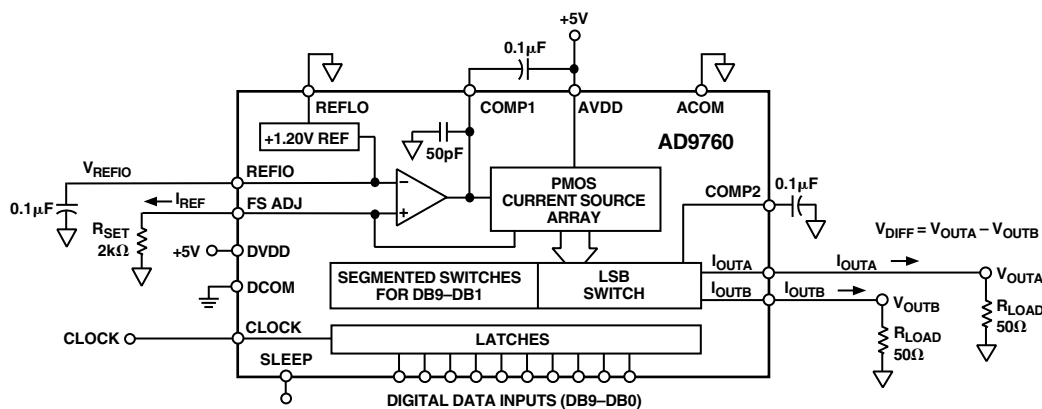 +5V
0.1µF
REFLO
COMP1
AVDD
ACOM
+1.20V REF
50pF
AD9760
VREFIO
REFIO
PMOS
CURRENT SOURCE
ARRAY
COMP2
0.1µF
0.1µF
IREF
FS ADJ
RSET
2kΩ
+5V
DVDD
VDIFF = VOUTA – VOUTB
SEGMENTED SWITCHES
FOR DB9–DB1
LSB
SWITCH
IOUTA
IOUTA
VOUTA
DCOM
IOUTB
IOUTB
VOUTB
RLOAD
50Ω
RLOAD
50Ω
CLOCK
CLOCK
LATCHES
SLEEP
DIGITAL DATA INPUTS (DB9–DB0)